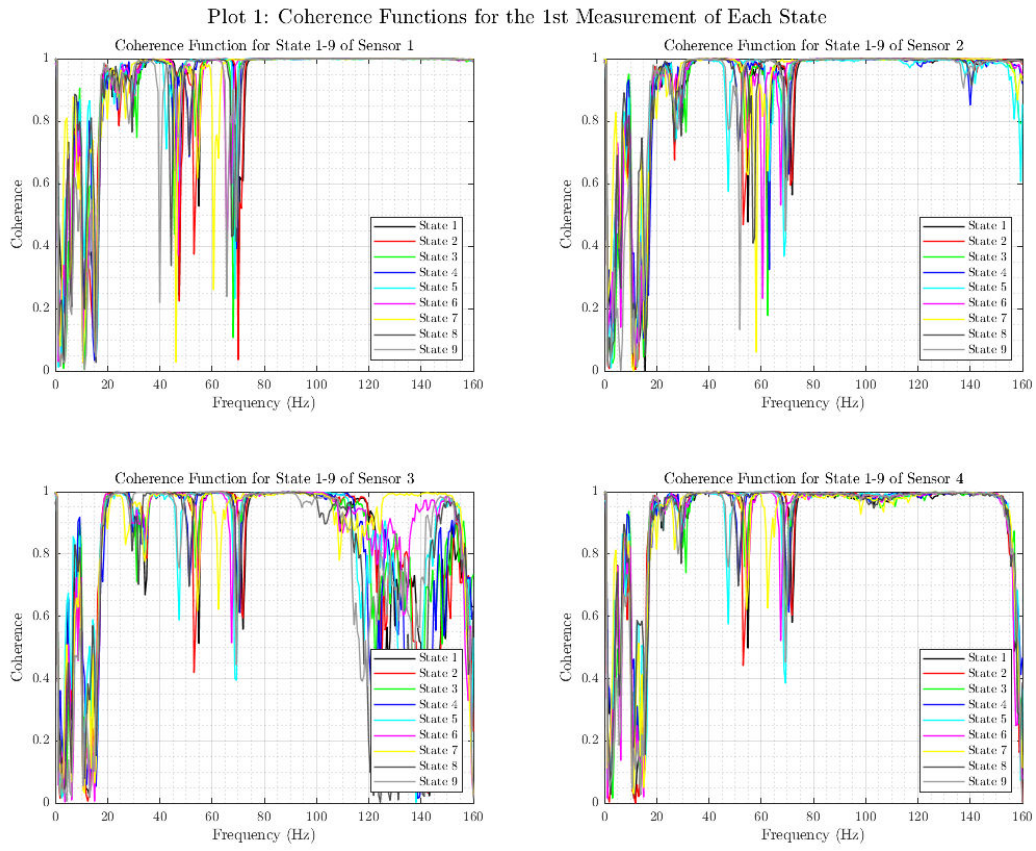 Plot 1: Coherence Functions for the 1st Measurement of Each State
Coherence Function for State 1-9 of Sensor 1
1
0.8
0.6
0.4
0.2
0
Coherence
0 20 40 60 80 100 120 140 160
Frequency (Hz)
State 1
State 2
State 3
State 4
State 5
State 6
State 7
State 8
State 9
Coherence Function for State 1-9 of Sensor 2
1
0.8
0.6
0.4
0.2
0
Coherence
0 20 40 60 80 100 120 140 160
Frequency (Hz)
State 1
State 2
State 3
State 4
State 5
State 6
State 7
State 8
State 9
Coherence Function for State 1-9 of Sensor 3
1
0.8
0.6
0.4
0.2
0
Coherence
0 20 40 60 80 100 120 140 160
Frequency (Hz)
State 1
State 2
State 3
State 4
State 5
State 6
State 7
State 8
State 9
Coherence Function for State 1-9 of Sensor 4
1
0.8
0.6
0.4
0.2
0
Coherence
0 20 40 60 80 100 120 140 160
Frequency (Hz)
State 1
State 2
State 3
State 4
State 5
State 6
State 7
State 8
State 9